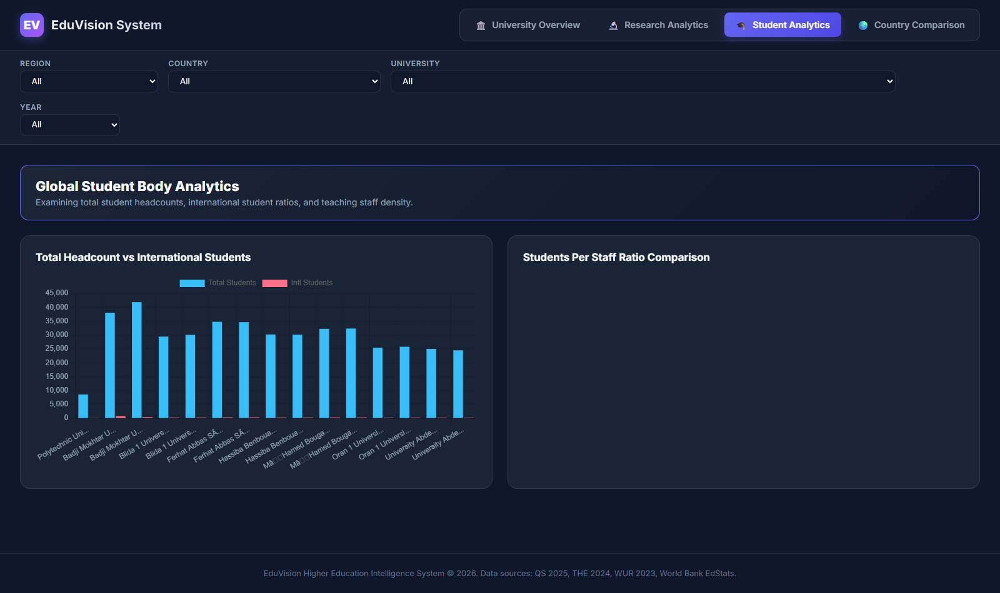 EV EduVision System
University Overview
Research Analytics
Student Analytics
Country Comparison
REGION
COUNTRY
UNIVERSITY
All
All
All
YEAR
All
Global Student Body Analytics
Examining total student headcounts, international student ratios, and teaching staff density.
Total Headcount vs International Students
Total Students
Intl Students
45,000
40,000
35,000
30,000
25,000
20,000
15,000
10,000
5,000
0
Polytechnic Uni...
Badji Mokhtar U...
Badji Mokhtar U...
Blida 1 Univers...
Blida 1 Univers...
Ferhat Abbas SÃ...
Ferhat Abbas SÃ...
Hassiba Benboua...
Hassiba Benboua...
Mâ□□Hamed Bouga...
Mâ□□Hamed Bouga...
Oran 1 Universi...
Oran 1 Universi...
University Abde...
University Abde...
Students Per Staff Ratio Comparison
EduVision Higher Education Intelligence System © 2026. Data sources: QS 2025, THE 2024, WUR 2023, World Bank EdStats.